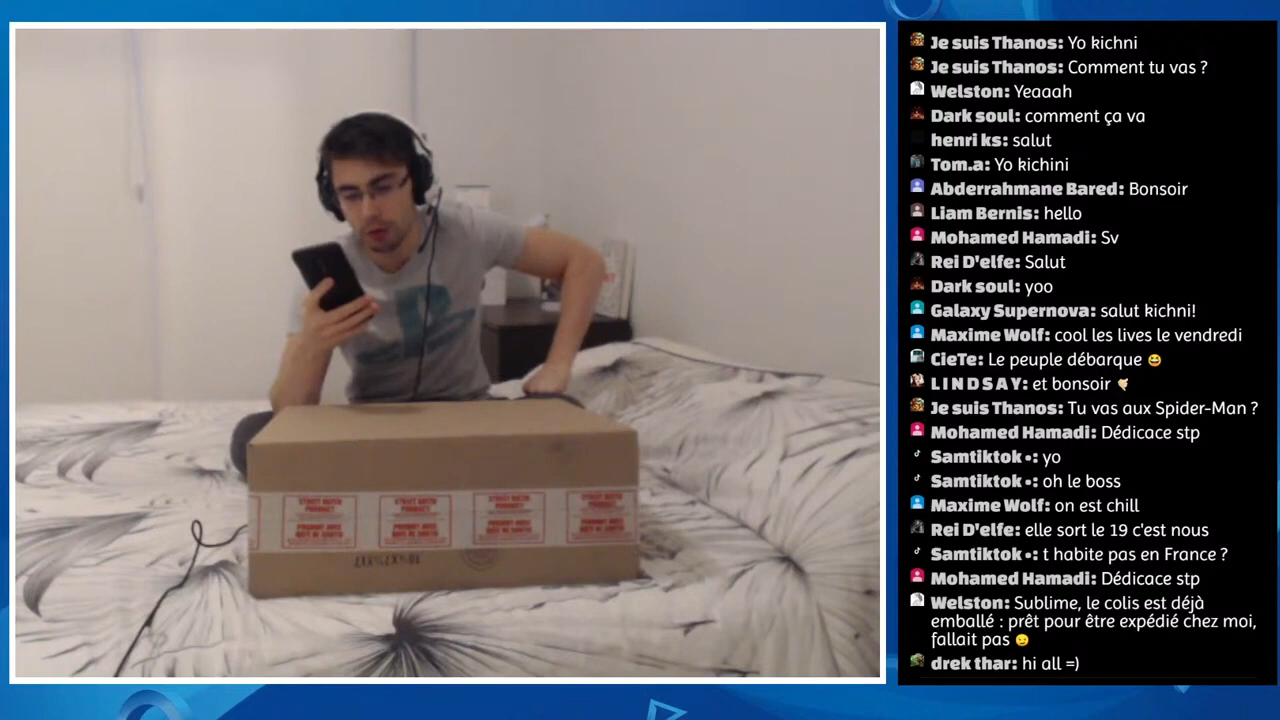 Je suis Thanos: Yo kichni
Je suis Thanos: Comment tu vas ?
Welston: Yeaaah
Dark soul: comment ça va
henri ks: salut
Tom.a: Yo kichini
Abderrahmane Bared: Bonsoir
Liam Bernis: hello
Mohamed Hamadi: Sv
Rei D'elfe: Salut
Dark soul: yoo
Galaxy Supernova: salut kichni!
Maxime Wolf: cool les lives le vendredi
CieTe: Le peuple débarque 😄
L I N D S A Y: et bonsoir
Je suis Thanos: Tu vas aux Spider-Man ?
Mohamed Hamadi: Dédicace stp
Samtiktok •: yo
Samtiktok •: oh le boss
Maxime Wolf: on est chill
Rei D'elfe: elle sort le 19 c'est nous
Samtiktok •: t habite pas en France ?
Mohamed Hamadi: Dédicace stp
Welston: Sublime, le colis est déjà
emballé : prêt pour être expédié chez moi,
fallait pas 😉
drek thar: hi all =)
STREET DATED
PRODUCT